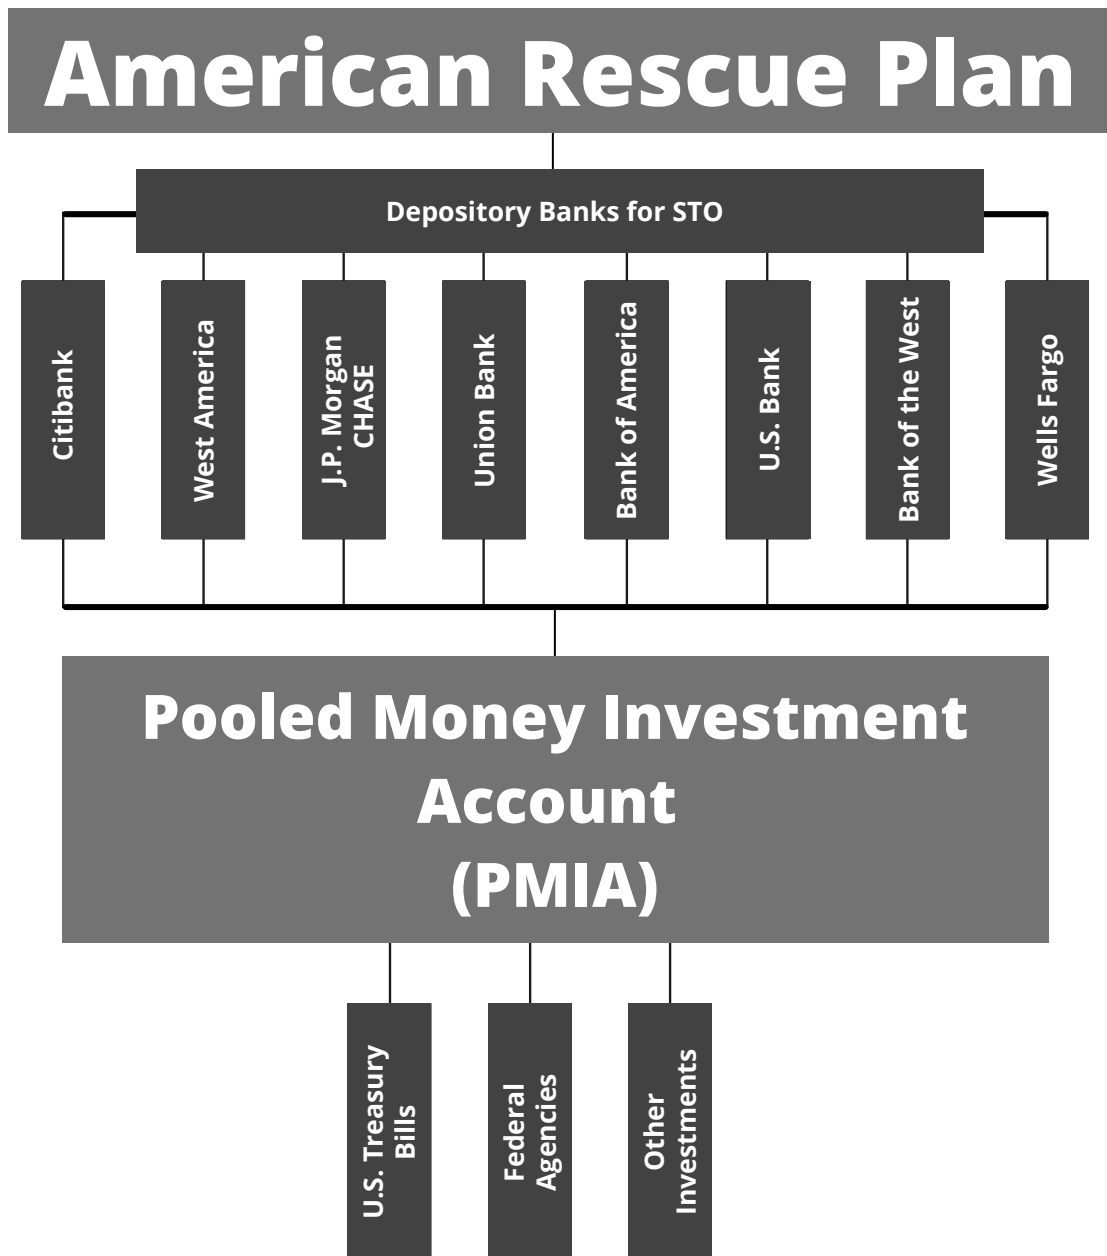 American Rescue Plan
Depository Banks for STO
Citibank
West America
J.P. Morgan
CHASE
Union Bank
Bank of America
U.S. Bank
Bank of the West
Wells Fargo
Pooled Money Investment
Account
(PMIA)
U.S. Treasury
Bills
Federal
Agencies
Other
Investments